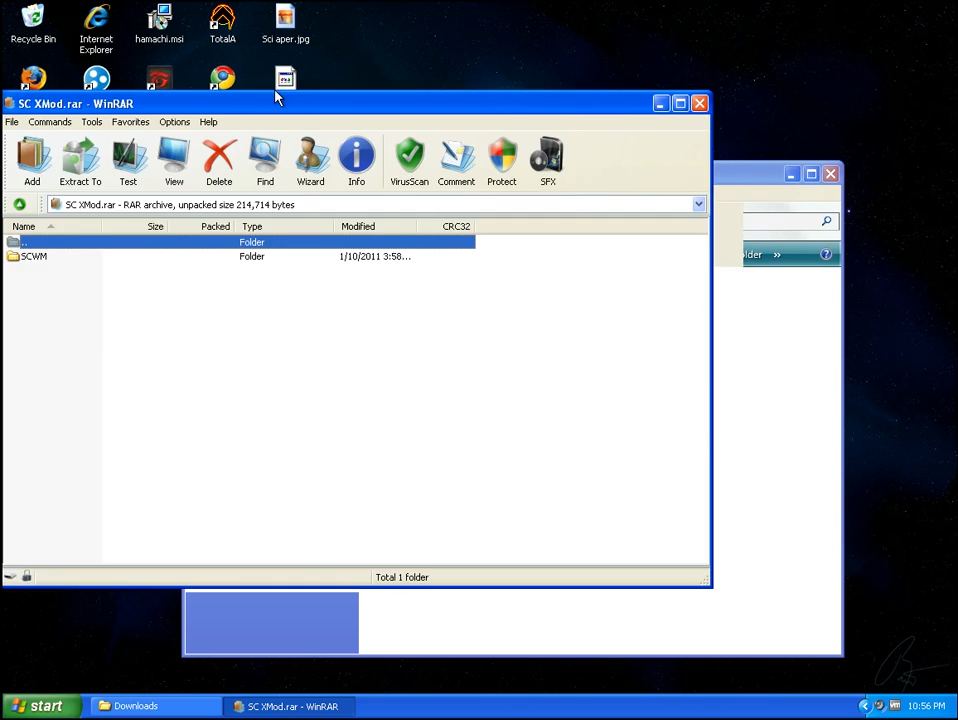 Recycle Bin
Internet Explorer
hamachi.msi
TotalA
Sci aper.jpg
SC XMod.rar - WinRAR
File Commands Tools Favorites Options Help
Add Extract To Test View Delete Find Wizard Info VirusScan Comment Protect SFX
SC XMod.rar - RAR archive, unpacked size 214,714 bytes
Name Size Packed Type Modified CRC32
.. Folder
SCWM Folder 1/10/2011 3:58...
older »
Total 1 folder
start Downloads SC XMod.rar - WinRAR 10:56 PM